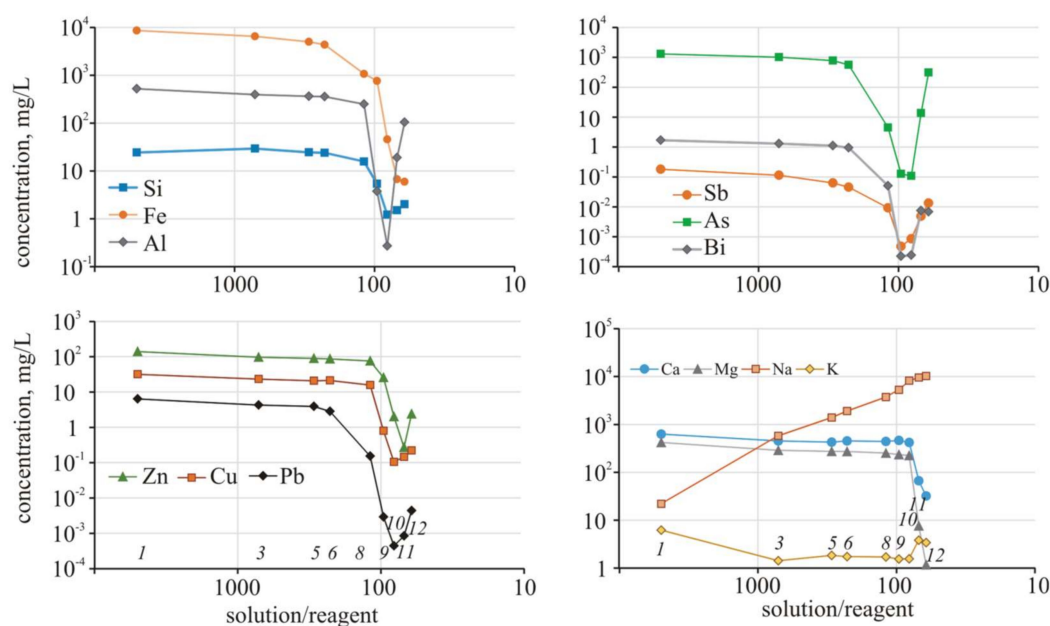 concentration, mg/L
10⁴
10³
10²
10
1
10⁻¹
Si
Fe
Al
1000
100
10
10⁴
10³
10²
10
1
10⁻¹
10⁻²
10⁻³
10⁻⁴
Sb
As
Bi
1000
100
10
concentration, mg/L
10³
10²
10
1
10⁻¹
10⁻²
10⁻³
10⁻⁴
Zn Cu Pb
1 3 5 6 8 9 10 11 12
1000
100
10
solution/reagent
10⁵
10⁴
10³
10²
10
1
Ca Mg Na K
1 3 5 6 8 9 10 11 12
1000
100
10
solution/reagent